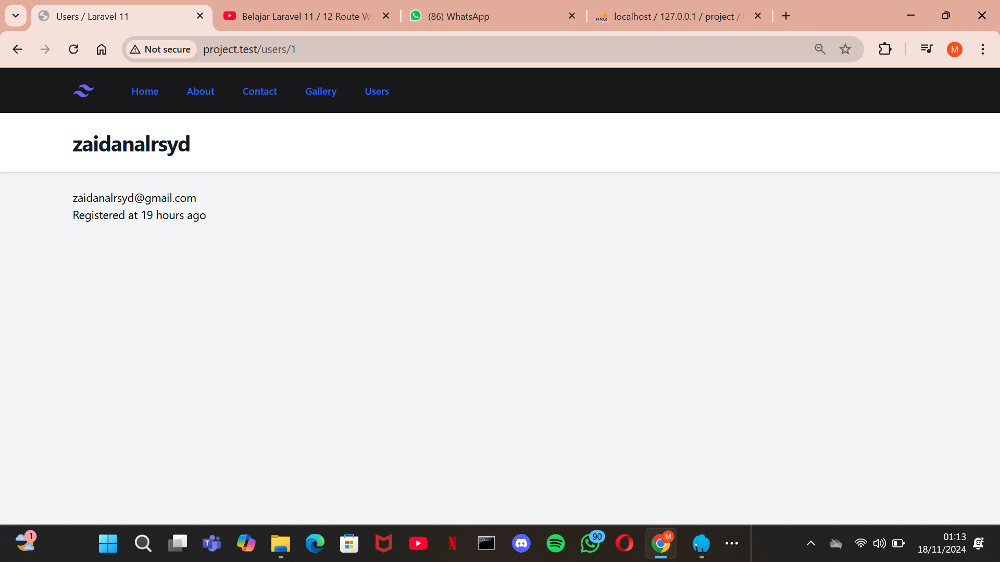 Users / Laravel 11
Belajar Laravel 11 / 12 Route Wi
(86) WhatsApp
PMA
localhost / 127.0.0.1 / project /
Not secure
project.test/users/1
M
Home
About
Contact
Gallery
Users
zaidanalrsyd
zaidanalrsyd@gmail.com
Registered at 19 hours ago
1
T
N
C:\
90
M
01:13
18/11/2024